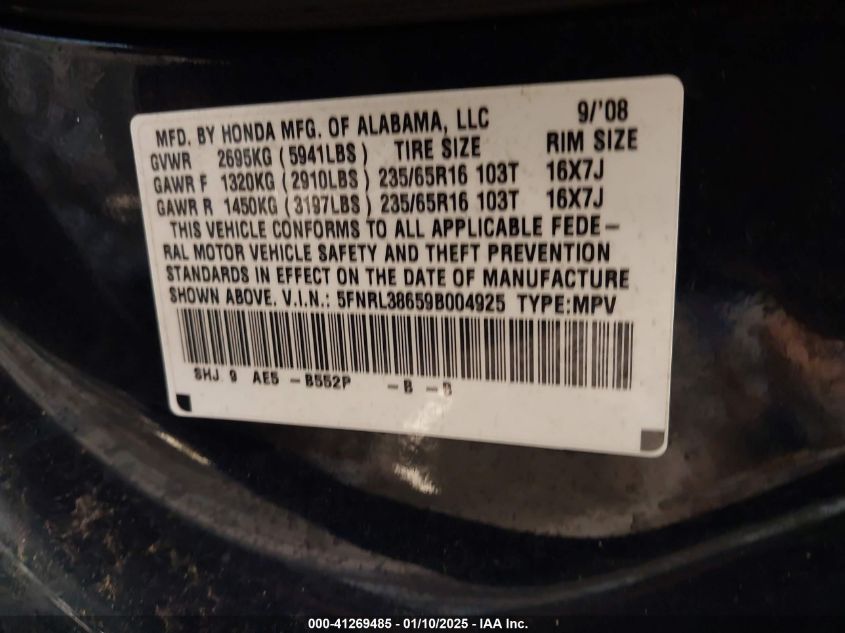 MFD. BY HONDA MFG. OF ALABAMA, LLC 9/'08
GVWR 2695KG (5941LBS) TIRE SIZE RIM SIZE
GAWR F 1320KG (2910LBS) 235/65R16 103T 16X7J
GAWR R 1450KG (3197LBS) 235/65R16 103T 16X7J
THIS VEHICLE CONFORMS TO ALL APPLICABLE FEDE-
RAL MOTOR VEHICLE SAFETY AND THEFT PREVENTION
STANDARDS IN EFFECT ON THE DATE OF MANUFACTURE
SHOWN ABOVE. V.I.N.: 5FNRL38659B004925 TYPE:MPV
SHJ 9 AE5 -B552P -B -B
000-41269485 - 01/10/2025 - IAA Inc.